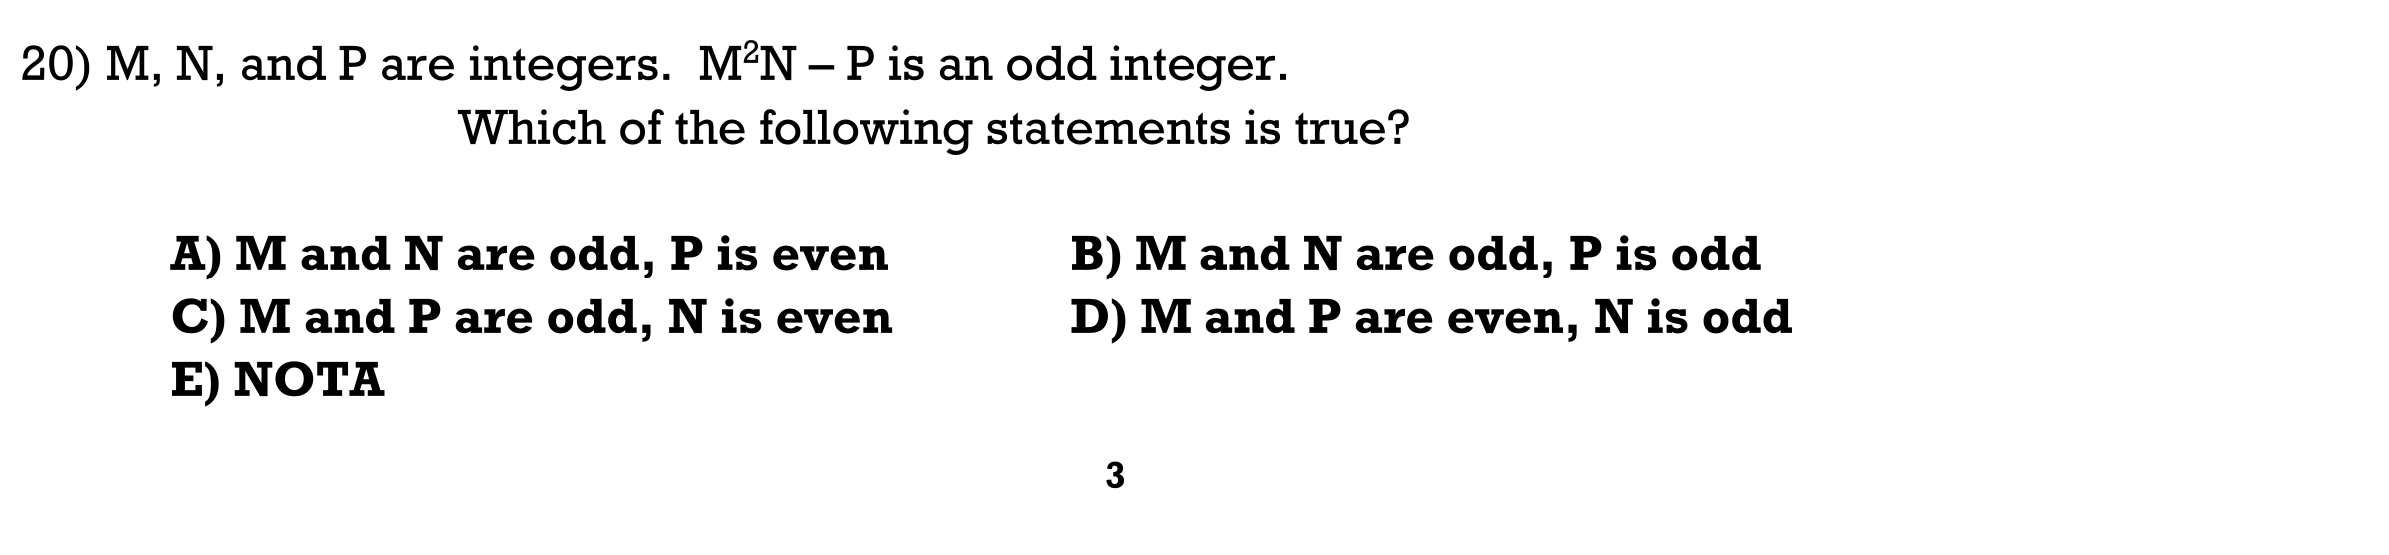 20) M, N, and P are integers.  M²N – P is an odd integer.
Which of the following statements is true?
A) M and N are odd, P is even
B) M and N are odd, P is odd
C) M and P are odd, N is even
D) M and P are even, N is odd
E) NOTA
3